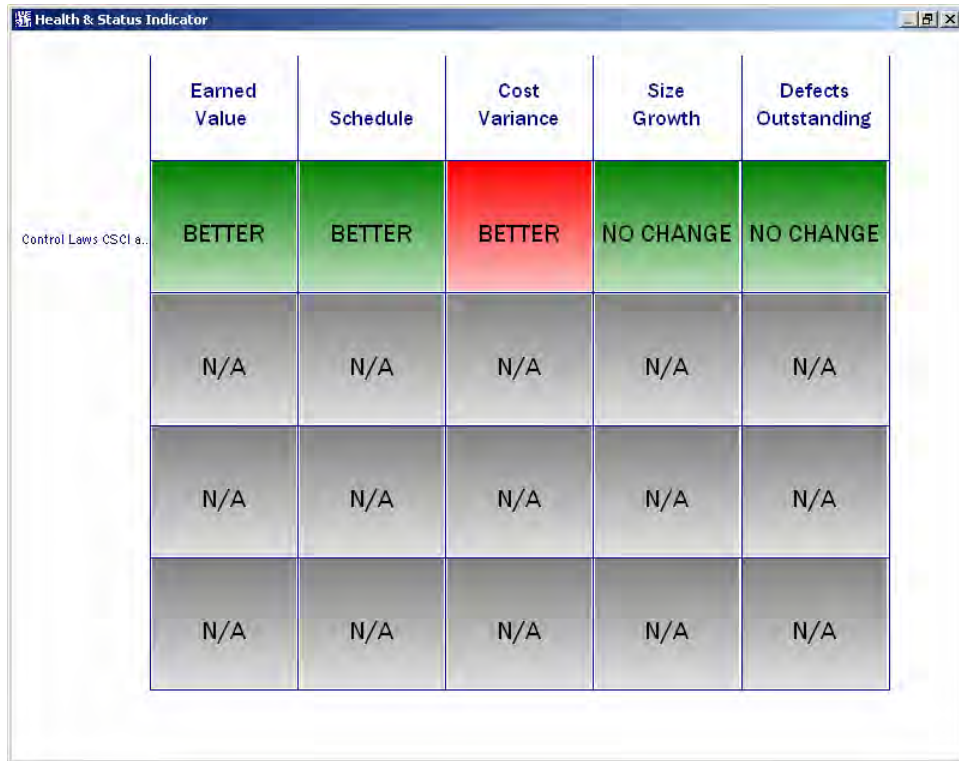 Health & Status Indicator
Earned Value
Schedule
Cost Variance
Size Growth
Defects Outstanding
Control Laws CSCI a..
BETTER BETTER BETTER NO CHANGE NO CHANGE
N/A N/A N/A N/A N/A
N/A N/A N/A N/A N/A
N/A N/A N/A N/A N/A